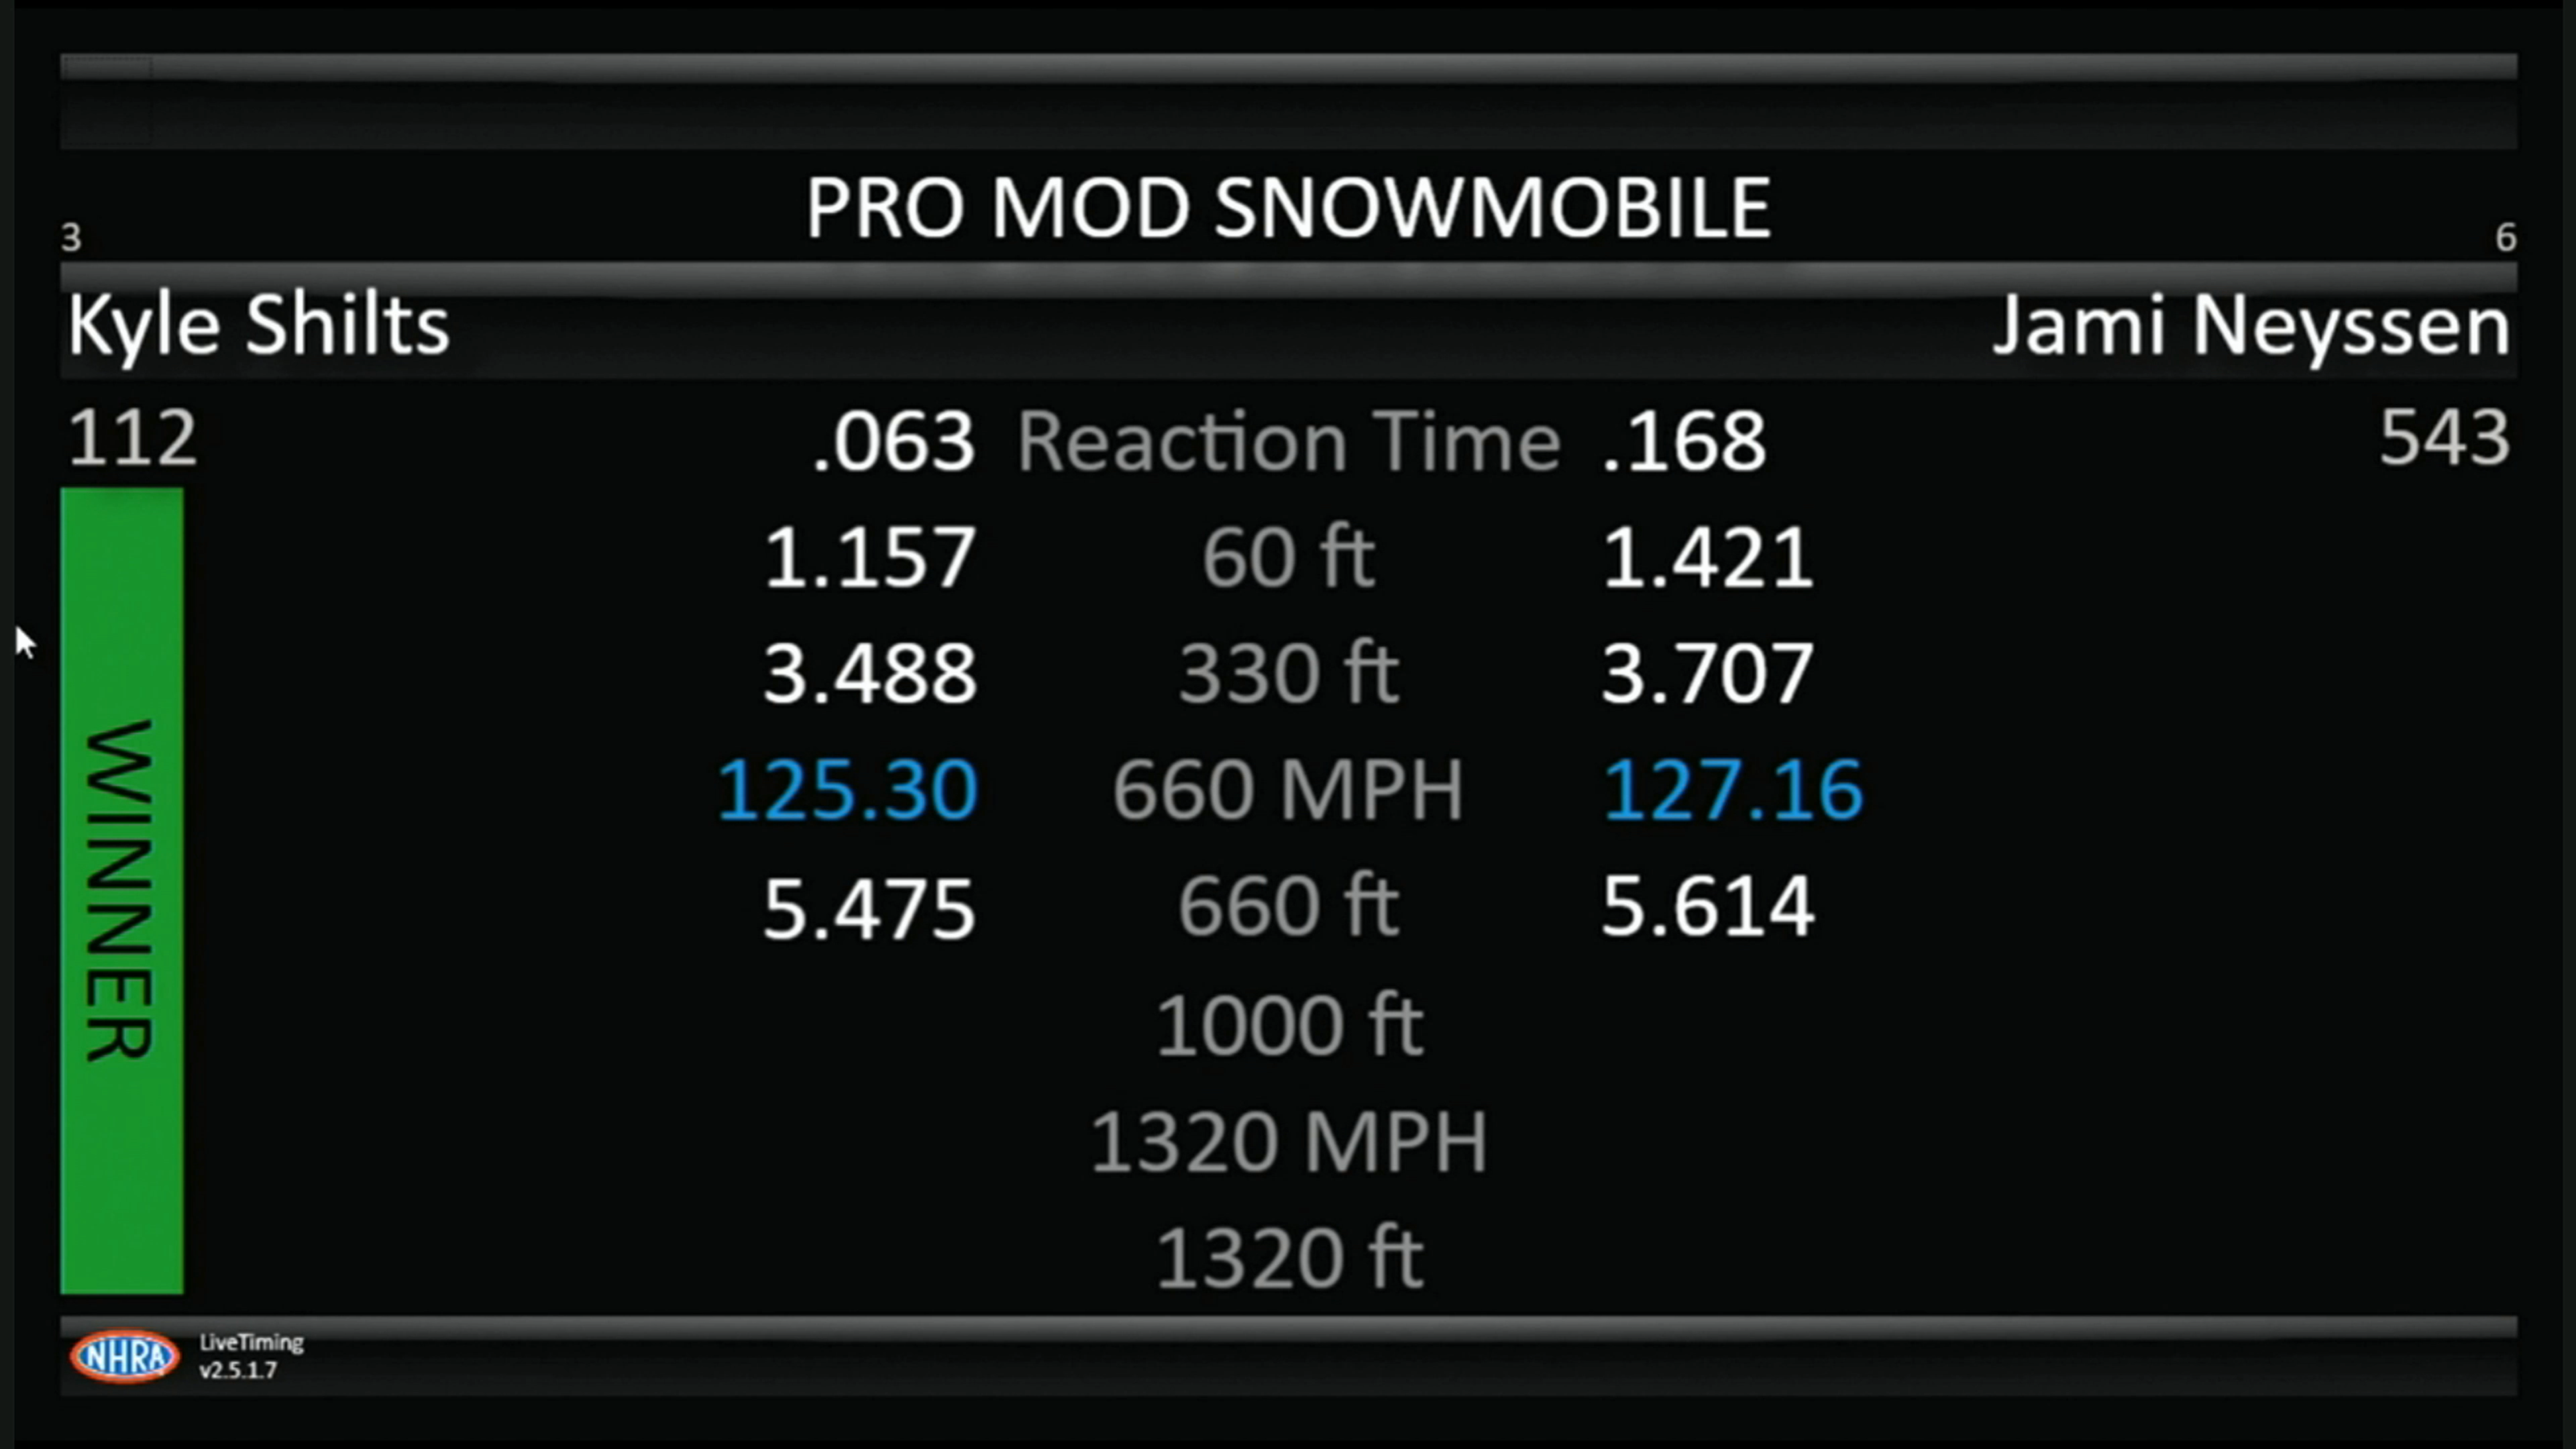 PRO MOD SNOWMOBILE
3 6
Kyle Shilts Jami Neyssen
112 .063 Reaction Time .168 543
1.157 60 ft 1.421
3.488 330 ft 3.707
125.30 660 MPH 127.16
5.475 660 ft 5.614
1000 ft
1320 MPH
1320 ft
WINNER
NHRA LiveTiming
v2.5.1.7